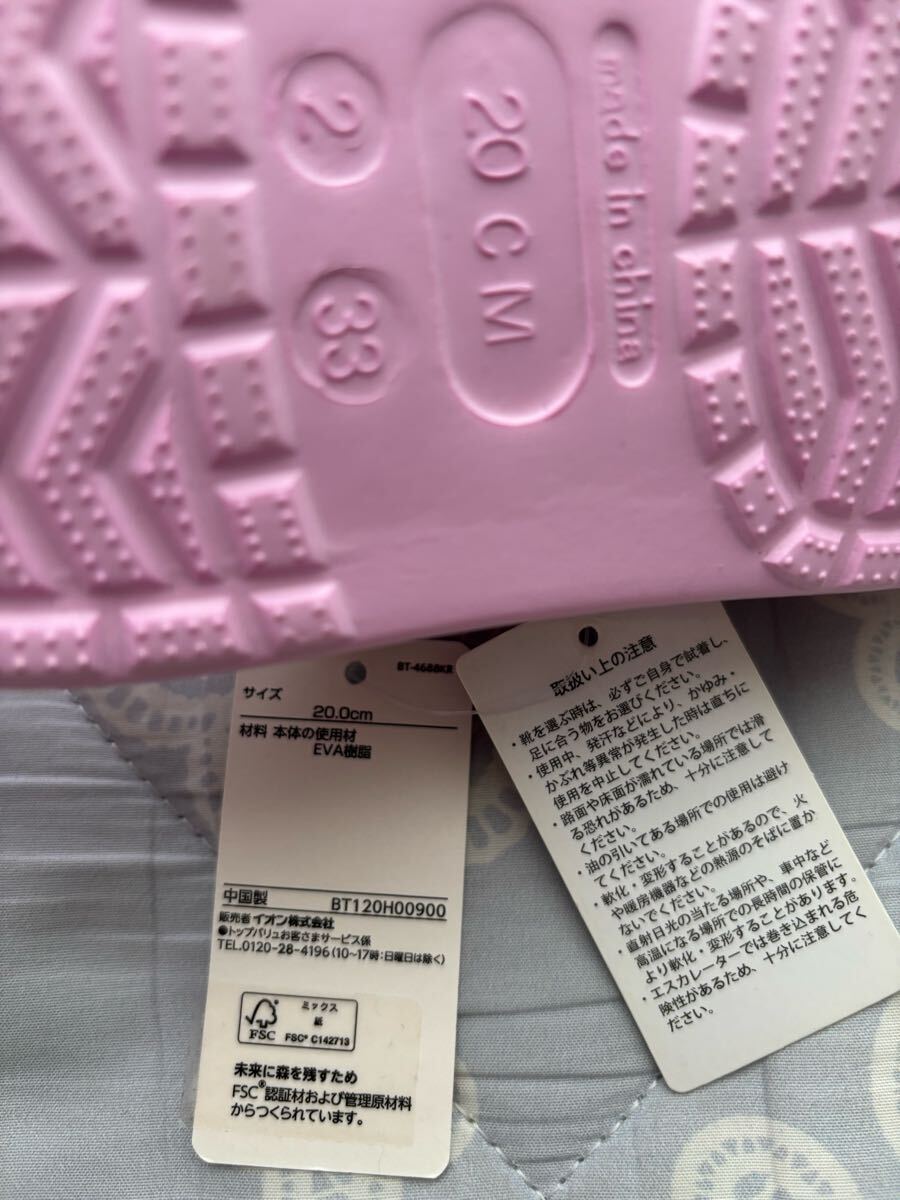 made in china
20 CM
2
33
BT-4688KR
サイズ
20.0cm
材料 本体の使用材
EVA樹脂
中国製
BT120H00900
販売者 イオン株式会社
●トップバリュお客さまサービス係
TEL.0120-28-4196(10~17時:日曜日は除く)
FSC
ミックス
紙
FSC® C142713
未来に森を残すため
FSC®認証材および管理原材料
からつくられています。
取扱い上の注意
・靴を選ぶ時は、必ずご自身で試着し、
足に合う物をお選びください。
・使用中、発汗などにより、かゆみ・
かぶれ等異常が発生した時は直ちに
使用を中止してください。
・路面や床面が濡れている場所では滑
る恐れがあるため、十分に注意して
ください。
・油の引いてある場所での使用は避け
てください。
・軟化・変形することがあるので、火
や暖房機器などの熱源のそばに置か
ないでください。
・直射日光の当たる場所や、車中など
高温になる場所での長時間の保管に
より軟化・変形することがあります。
・エスカレーターでは巻き込まれる危
険性があるため、十分に注意してく
ださい。